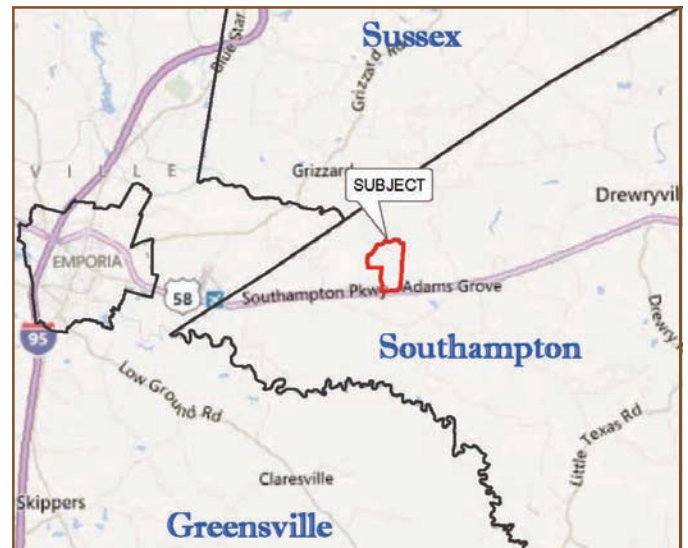 Sussex
Blue Star
Grizzard Rd
VILLE
Grizzard
SUBJECT
Drewryvil
EMPORIA
58
Southampton Pkwy
Adams Grove
95
Southampton
Drewry
Low Ground Rd
Little Texas Rd
Claresville
Skippers
Greensville